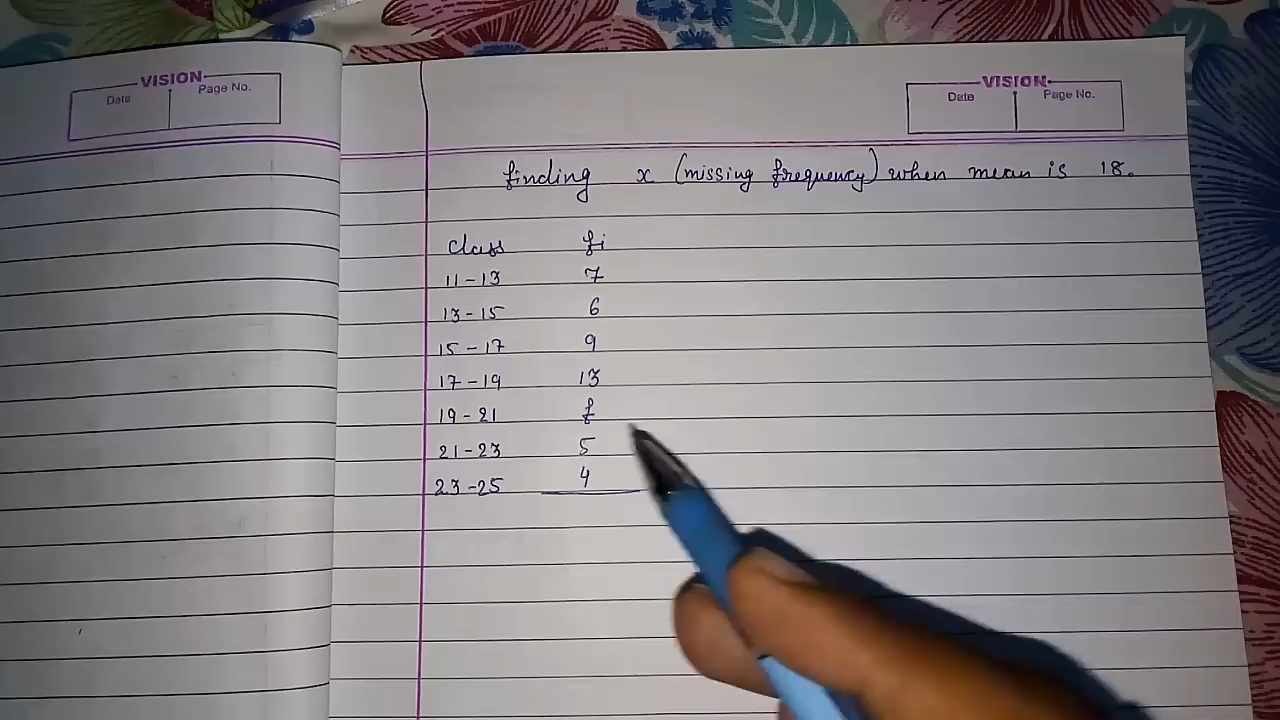 VISION
Date Page No.
VISION
Date Page No.
finding x (missing frequency) when mean is 18.
class fi
11-13 7
13-15 6
15-17 9
17-19 13
19-21 f
21-23 5
23-25 4